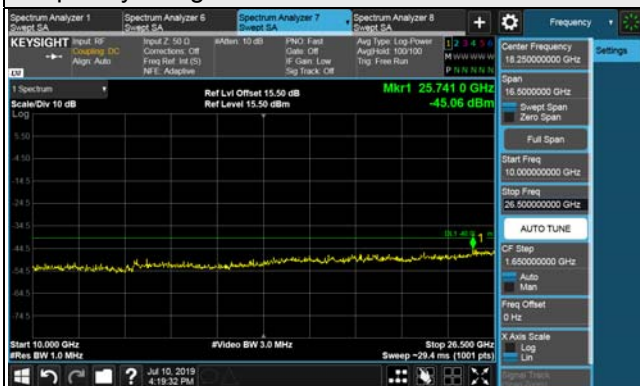 Spectrum Analyzer 1
Swept SA
Spectrum Analyzer 6
Swept SA
Spectrum Analyzer 7
Swept SA
Spectrum Analyzer 8
Swept SA
+
Frequency
KEYSIGHT
Input: RF
Coupling: DC
Align: Auto
Input Z: 50 Ω
Corrections: Off
Freq Ref: Int (S)
NFE: Adaptive
#Atten: 10 dB
PNO: Fast
Gate: Off
IF Gain: Low
Sig Track: Off
Avg Type: Log-Power
Avg|Hold: 100/100
Trig: Free Run
1 2 3 4 5 6
M W W W W W
P N N N N N
LXI
1 Spectrum
Scale/Div 10 dB
Log
Ref Lvl Offset 15.50 dB
Ref Level 15.50 dBm
Mkr1 25.741 0 GHz
-45.06 dBm
5.50
-4.50
-14.5
-24.5
-34.5
-44.5
-54.5
-64.5
-74.5
1
Start 10.000 GHz
#Res BW 1.0 MHz
#Video BW 3.0 MHz
Stop 26.500 GHz
Sweep ~29.4 ms (1001 pts)
Center Frequency
18.250000000 GHz
Settings
Span
16.5000000 GHz
Swept Span
Zero Span
Full Span
Start Freq
10.000000000 GHz
Stop Freq
26.500000000 GHz
AUTO TUNE
CF Step
1.650000000 GHz
Auto
Man
Freq Offset
0 Hz
X Axis Scale
Log
Lin
Signal Track
?
Jul 10, 2019
4:19:32 PM